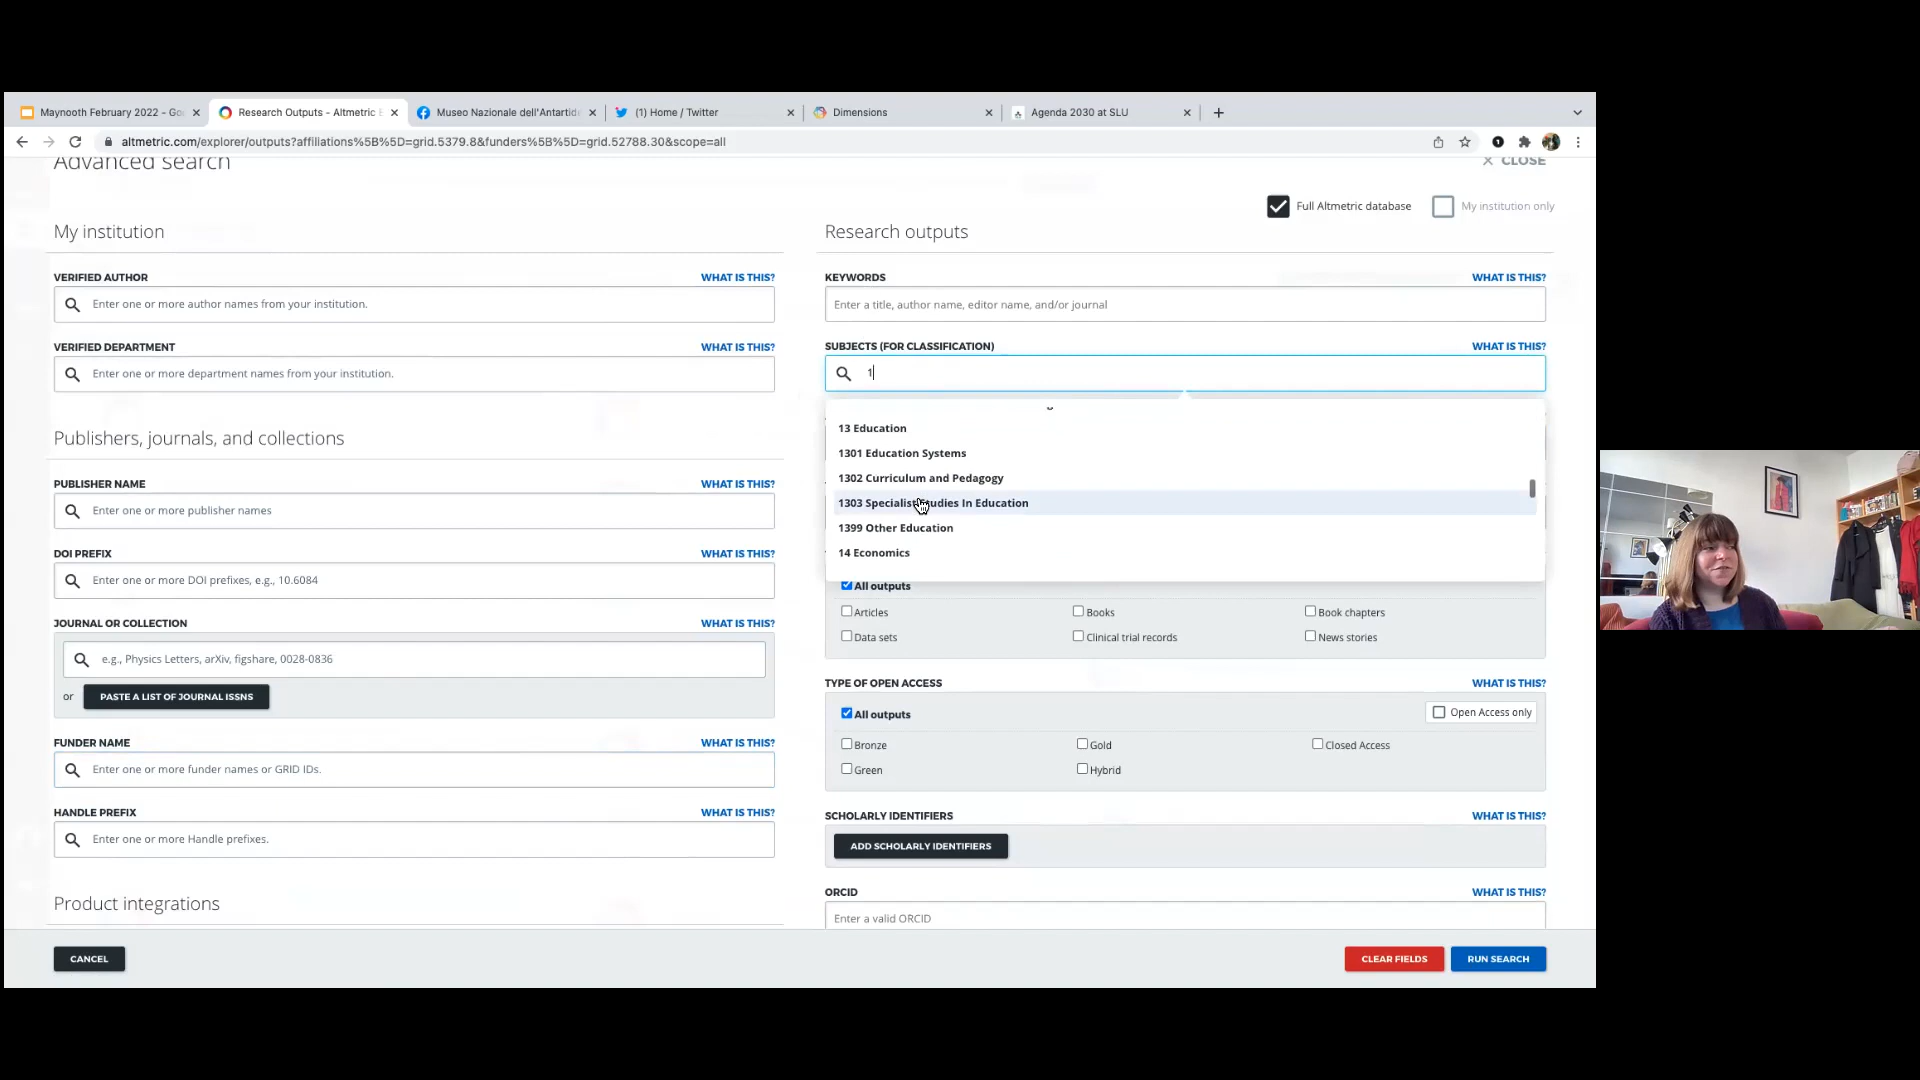 Maynooth February 2022 - Go
Research Outputs - Altmetric E
Museo Nazionale dell'Antartide
(1) Home / Twitter
Dimensions
Agenda 2030 at SLU
altmetric.com/explorer/outputs?affiliations%5B%5D=grid.5379.8&funders%5B%5D=grid.52788.30&scope=all
Advanced search
CLOSE
Full Altmetric database
My institution only
My institution
VERIFIED AUTHOR
WHAT IS THIS?
Enter one or more author names from your institution.
VERIFIED DEPARTMENT
WHAT IS THIS?
Enter one or more department names from your institution.
Publishers, journals, and collections
PUBLISHER NAME
WHAT IS THIS?
Enter one or more publisher names
DOI PREFIX
WHAT IS THIS?
Enter one or more DOI prefixes, e.g., 10.6084
JOURNAL OR COLLECTION
WHAT IS THIS?
e.g., Physics Letters, arXiv, figshare, 0028-0836
or
PASTE A LIST OF JOURNAL ISSNS
FUNDER NAME
WHAT IS THIS?
Enter one or more funder names or GRID IDs.
HANDLE PREFIX
WHAT IS THIS?
Enter one or more Handle prefixes.
Product integrations
Research outputs
KEYWORDS
WHAT IS THIS?
Enter a title, author name, editor name, and/or journal
SUBJECTS (FOR CLASSIFICATION)
WHAT IS THIS?
1
13 Education
1301 Education Systems
1302 Curriculum and Pedagogy
1303 Specialist Studies In Education
1399 Other Education
14 Economics
All outputs
Articles
Books
Book chapters
Data sets
Clinical trial records
News stories
TYPE OF OPEN ACCESS
WHAT IS THIS?
All outputs
Open Access only
Bronze
Gold
Closed Access
Green
Hybrid
SCHOLARLY IDENTIFIERS
WHAT IS THIS?
ADD SCHOLARLY IDENTIFIERS
ORCID
WHAT IS THIS?
Enter a valid ORCID
CANCEL
CLEAR FIELDS
RUN SEARCH